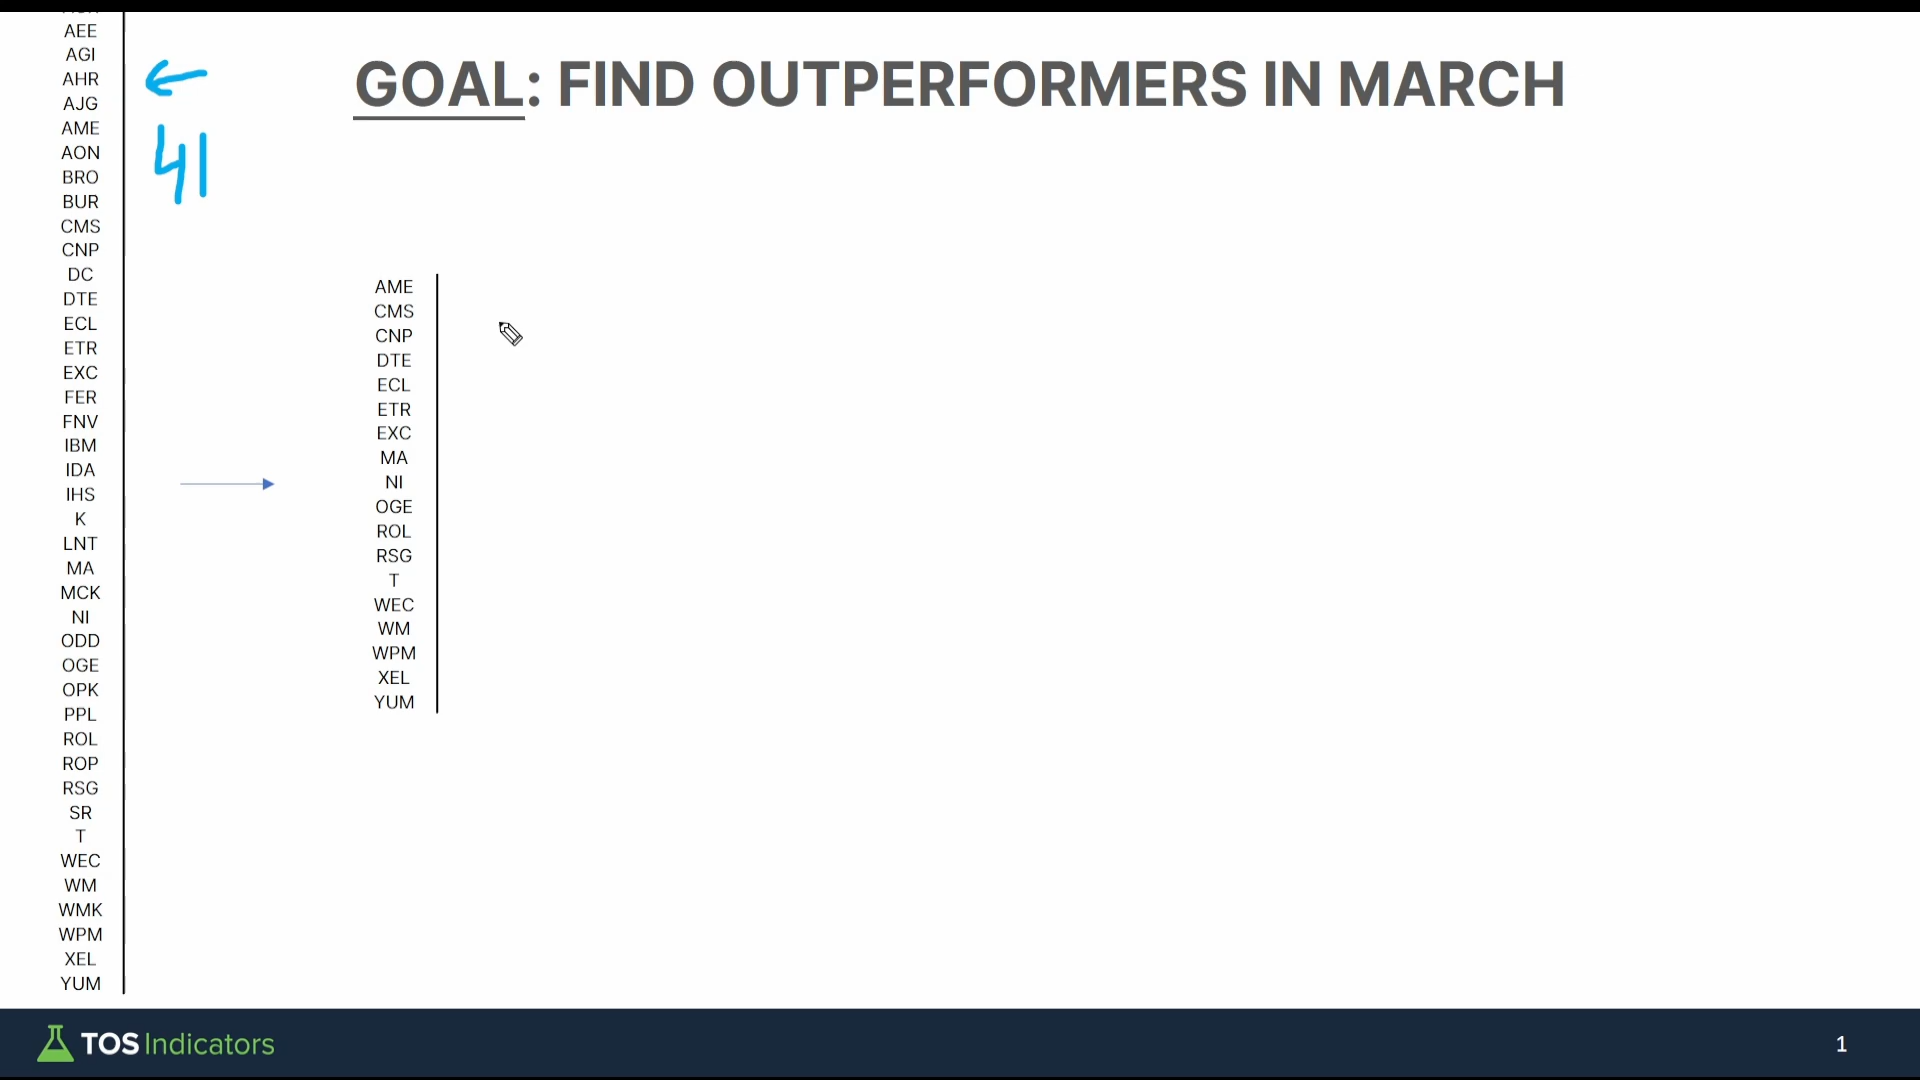 AEE
AGI
AHR
AJG
AME
AON
BRO
BUR
CMS
CNP
DC
DTE
ECL
ETR
EXC
FER
FNV
IBM
IDA
IHS
K
LNT
MA
MCK
NI
ODD
OGE
OPK
PPL
ROL
ROP
RSG
SR
T
WEC
WM
WMK
WPM
XEL
YUM
41
GOAL: FIND OUTPERFORMERS IN MARCH
AME
CMS
CNP
DTE
ECL
ETR
EXC
MA
NI
OGE
ROL
RSG
T
WEC
WM
WPM
XEL
YUM
TOS Indicators
1